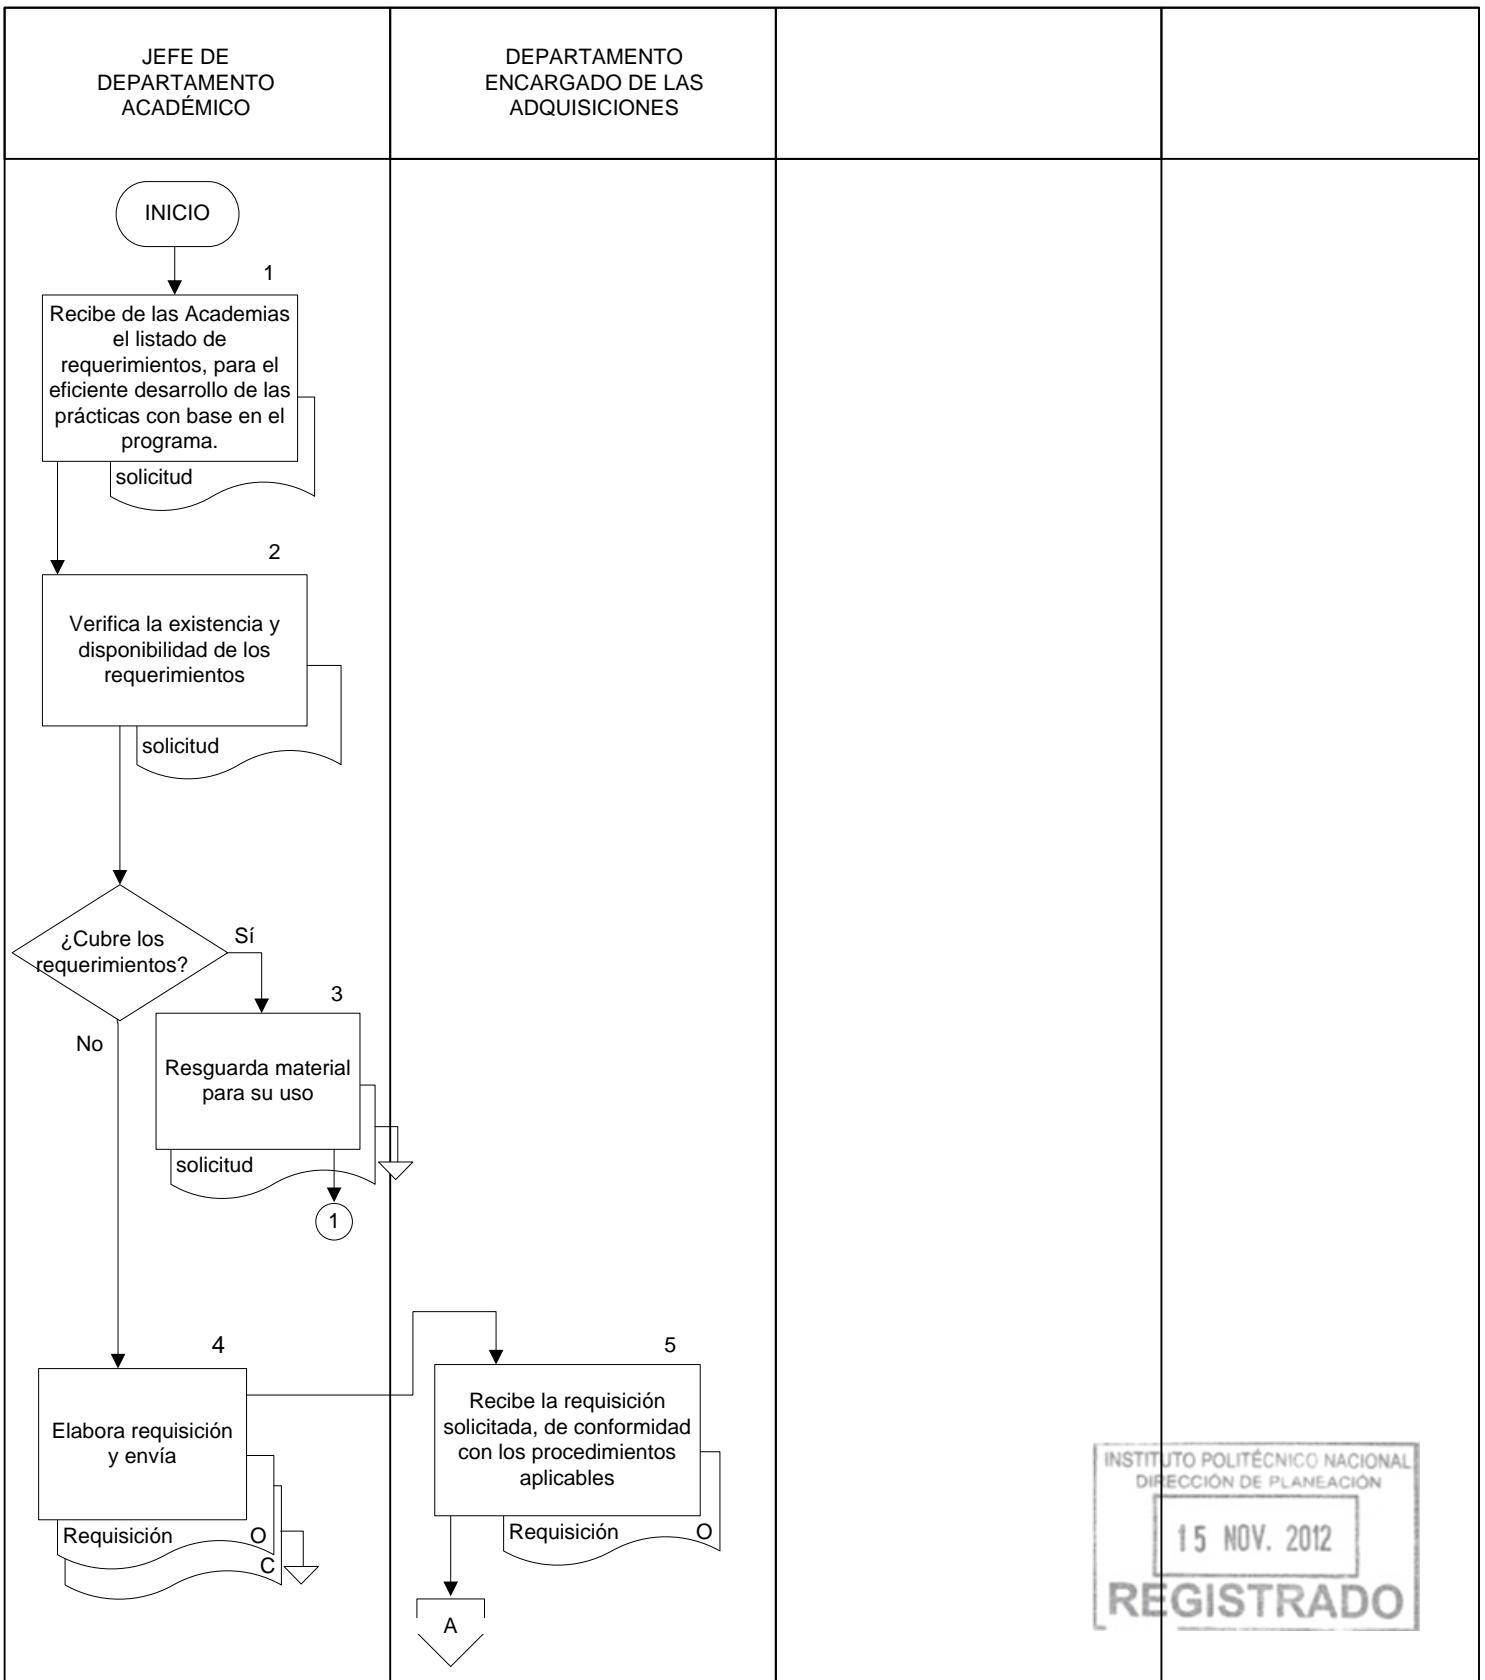 JEFE DE
DEPARTAMENTO
ACADÉMICO
DEPARTAMENTO
ENCARGADO DE LAS
ADQUISICIONES
INICIO
1
Recibe de las Academias
el listado de
requerimientos, para el
eficiente desarrollo de las
prácticas con base en el
programa.
solicitud
2
Verifica la existencia y
disponibilidad de los
requerimientos
solicitud
¿Cubre los
requerimientos?
Sí
No
3
Resguarda material
para su uso
solicitud
1
4
Elabora requisición
y envía
Requisición O
C
5
Recibe la requisición
solicitada, de conformidad
con los procedimientos
aplicables
Requisición O
A
INSTITUTO POLITÉCNICO NACIONAL
DIRECCIÓN DE PLANEACIÓN
15 NOV. 2012
REGISTRADO